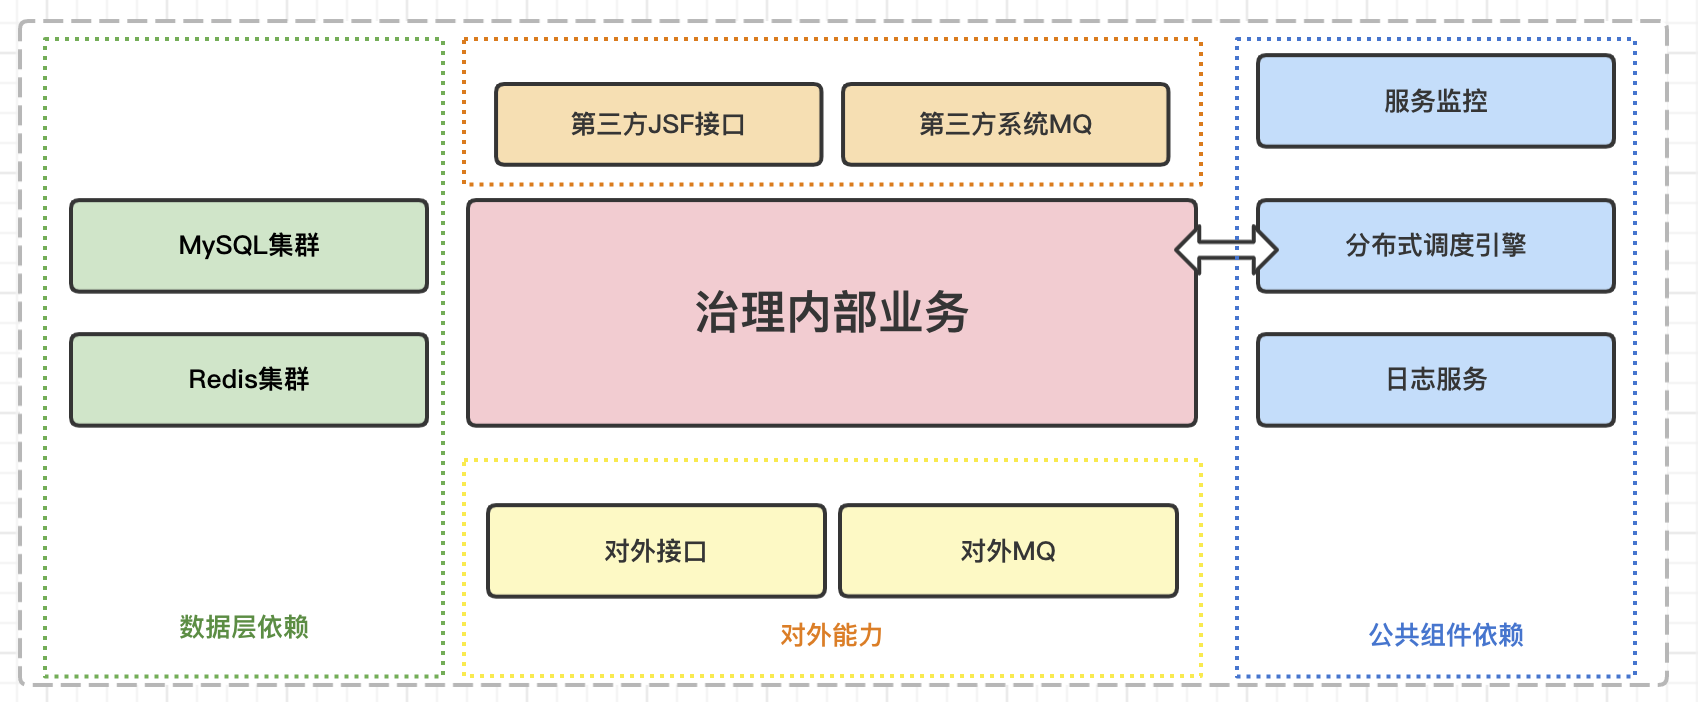 第三方JSF接口
第三方系统MQ
服务监控
MySQL集群
治理内部业务
分布式调度引擎
Redis集群
日志服务
对外接口
对外MQ
数据层依赖
对外能力
公共组件依赖